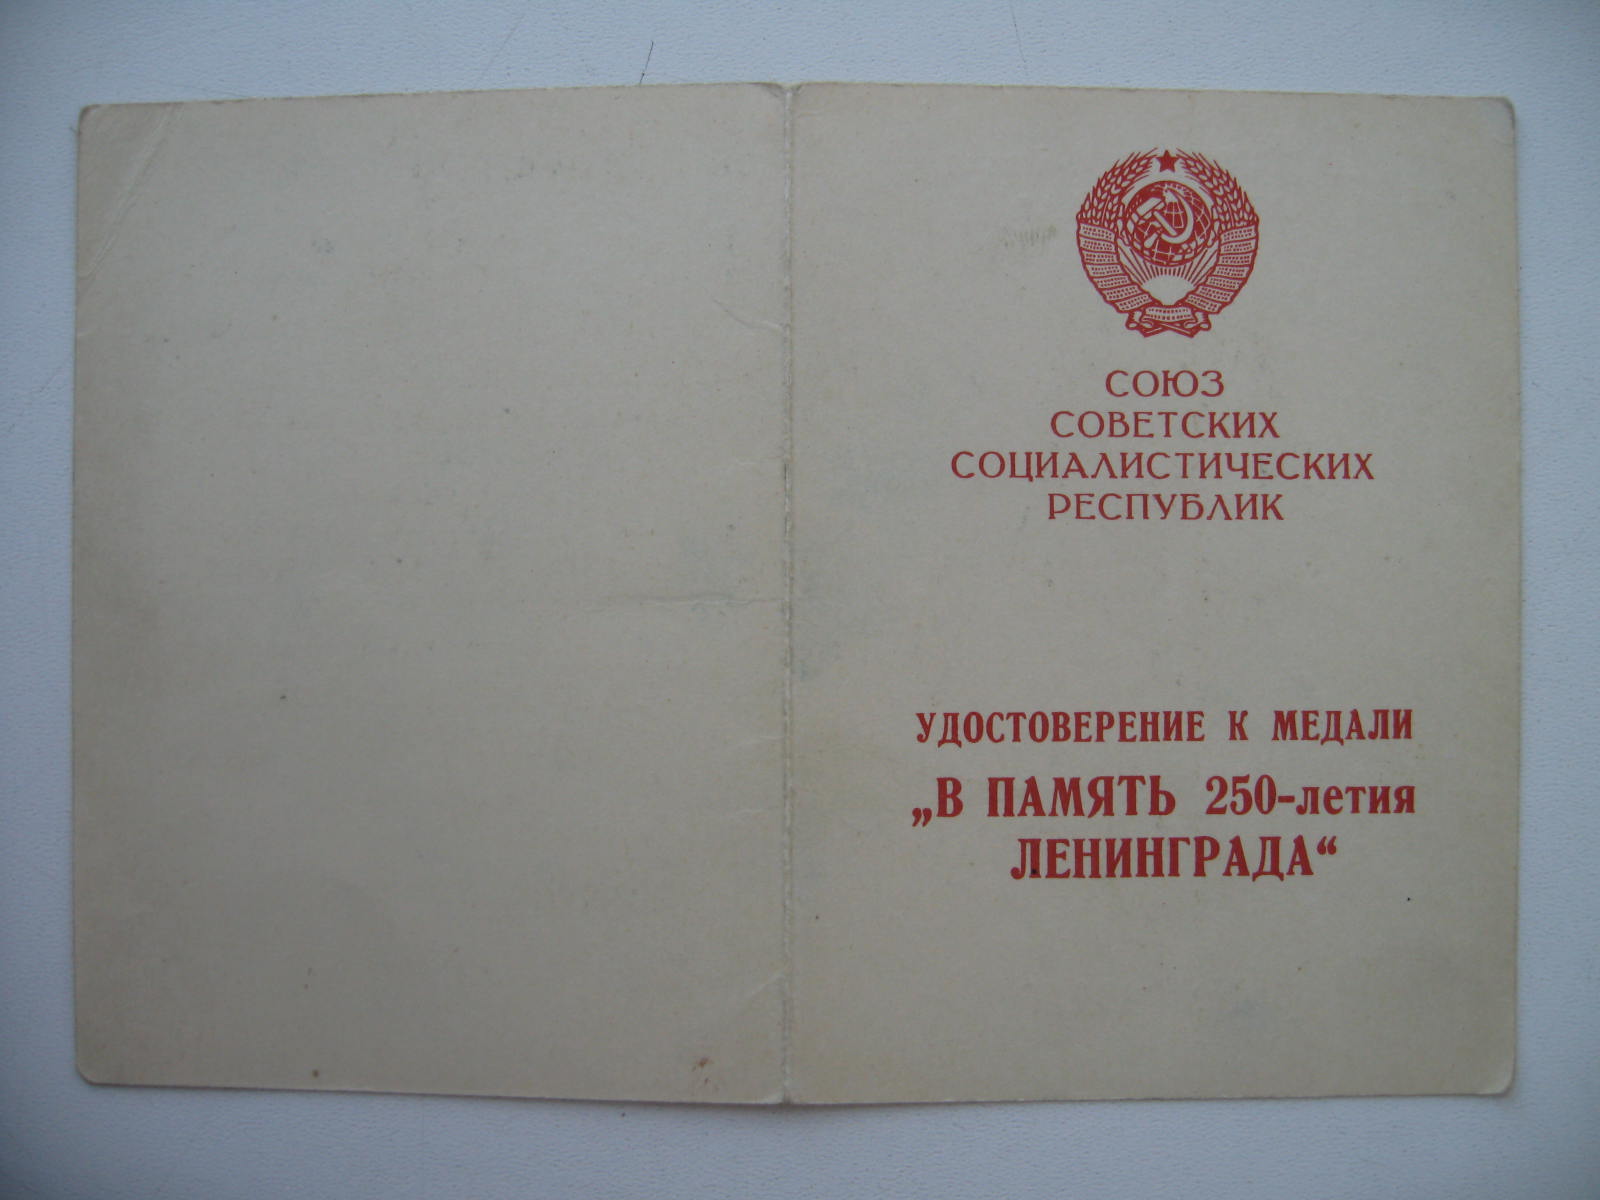 СОЮЗ
СОВЕТСКИХ
СОЦИАЛИСТИЧЕСКИХ
РЕСПУБЛИК
УДОСТОВЕРЕНИЕ К МЕДАЛИ
„В ПАМЯТЬ 250-летия
ЛЕНИНГРАДА“